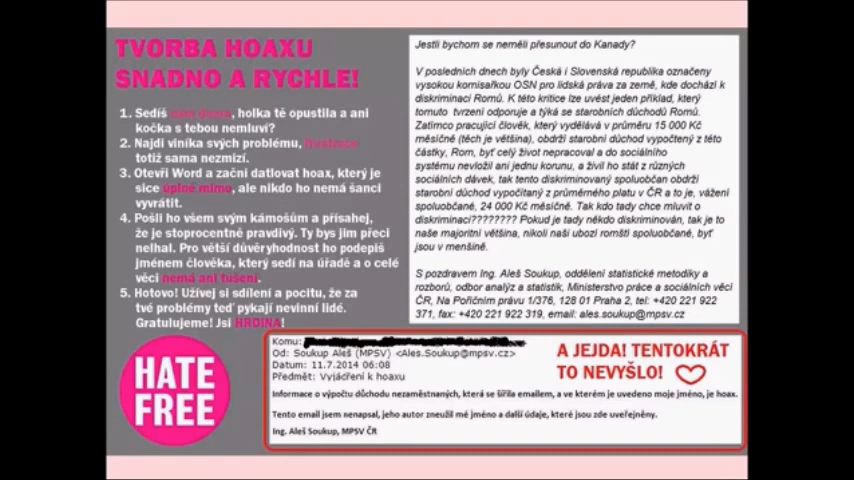 TVORBA HOAXU
SNADNO A RYCHLE!
1. Sedíš sám doma, holka tě opustila a ani
kočka s tebou nemluví?
2. Najdi viníka svých problému, frustrace
totiž sama nezmizí.
3. Otevři Word a začni datlovat hoax, který je
sice úplně mimo, ale nikdo ho nemá šanci
vyvrátit.
4. Pošli ho všem svým kámošům a přísahej,
že je stoprocentně pravdivý. Ty bys jim přeci
nelhal. Pro větší důvěryhodnost ho podepiš
jménem člověka, který sedí na úřadě a o celé
věci nemá ani tušení.
5. Hotovo! Užívej si sdílení a pocitu, že za
tvé problémy teď pykají nevinní lidé.
Gratulujeme! Jsi HRDINA!
HATE
FREE
Jestli bychom se neměli přesunout do Kanady?
V posledních dnech byly Česká i Slovenská republika označeny
vysokou komisařkou OSN pro lidská práva za země, kde dochází k
diskriminaci Romů. K této kritice lze uvést jeden příklad, který
tomuto tvrzení odporuje a týká se starobních důchodů Romů.
Zatímco pracující člověk, který vydělává v průměru 15 000 Kč
měsíčně (těch je většina), obdrží starobní důchod vypočtený z této
částky, Rom, byť celý život nepracoval a do sociálního
systému nevložil ani jednu korunu, a živil ho stát z různých
sociálních dávek, tak tento diskriminovaný spoluobčan obdrží
starobní důchod vypočítaný z průměrného platu v ČR a to je, vážení
spoluobčané, 24 000 Kč měsíčně. Tak kdo tady chce mluvit o
diskriminaci???????? Pokud je tady někdo diskriminován, tak je to
naše majoritní většina, nikoli naši ubozí romští spoluobčané, byť
jsou v menšině.
S pozdravem Ing. Aleš Soukup, oddělení statistické metodiky a
rozborů, odbor analýz a statistik, Ministerstvo práce a sociálních věcí
ČR, Na Poříčním právu 1/376, 128 01 Praha 2, tel: +420 221 922
371, fax: +420 221 922 319, email: ales.soukup@mpsv.cz
Komu:
Od: Soukup Aleš (MPSV) <Ales.Soukup@mpsv.cz>
Datum: 11.7.2014 06:08
Předmět: Vyjádření k hoaxu
A JEJDA! TENTOKRÁT
TO NEVYŠLO!
Informace o výpočtu důchodu nezaměstnaných, která se šířila emailem, a ve kterém je uvedeno moje jméno, je hoax.
Tento email jsem nenapsal, jeho autor zneužil mé jméno a další údaje, které jsou zde uveřejněny.
Ing. Aleš Soukup, MPSV ČR